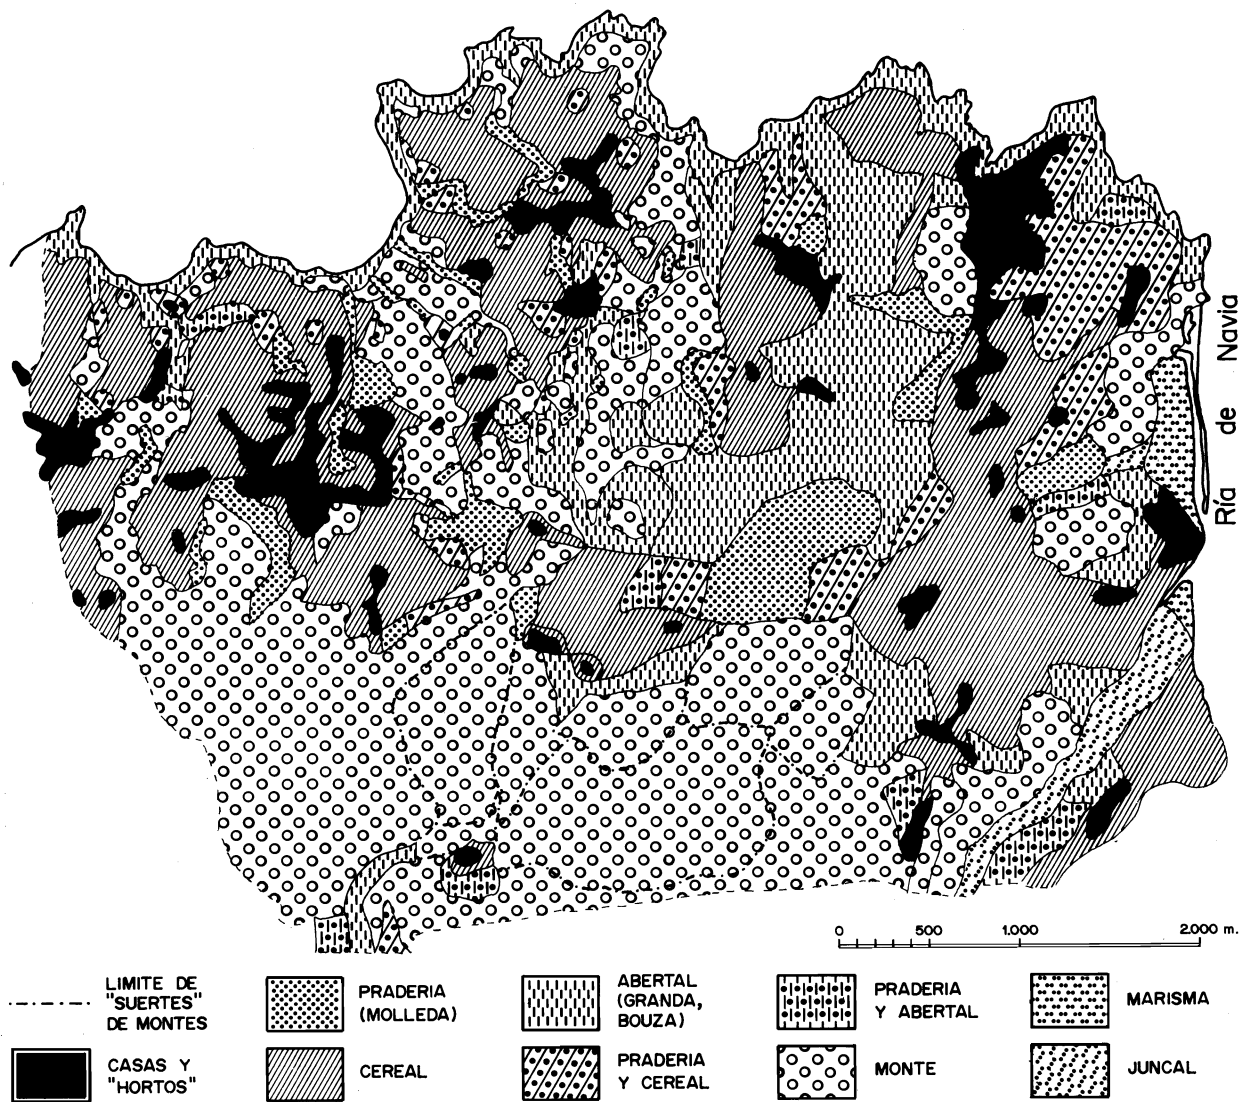 Ría de Navia
0 500 1.000 2.000 m.
LIMITE DE
"SUERTES"
DE MONTES
PRADERIA
(MOLLEDA)
ABERTAL
(GRANDA,
BOUZA)
PRADERIA
Y ABERTAL
MARISMA
CASAS Y
"HORTOS"
CEREAL
PRADERIA
Y CEREAL
MONTE
JUNCAL